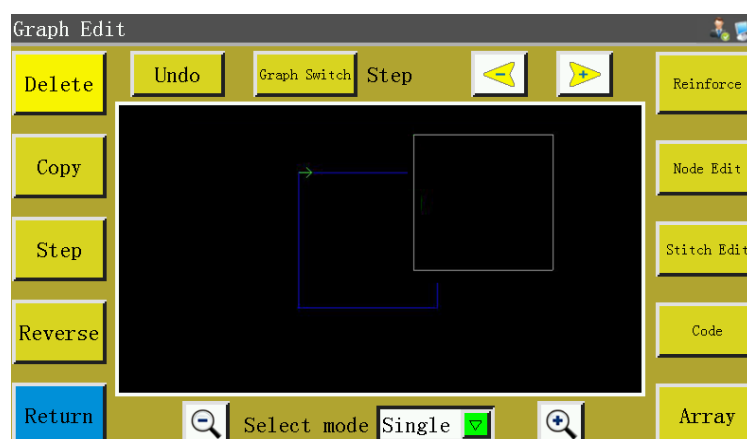 Graph Edit
Delete
Undo
Graph Switch
Step
-
+
Reinforce
Copy
Node Edit
Step
Stitch Edit
Reverse
Code
Return
Select mode
Single
Array